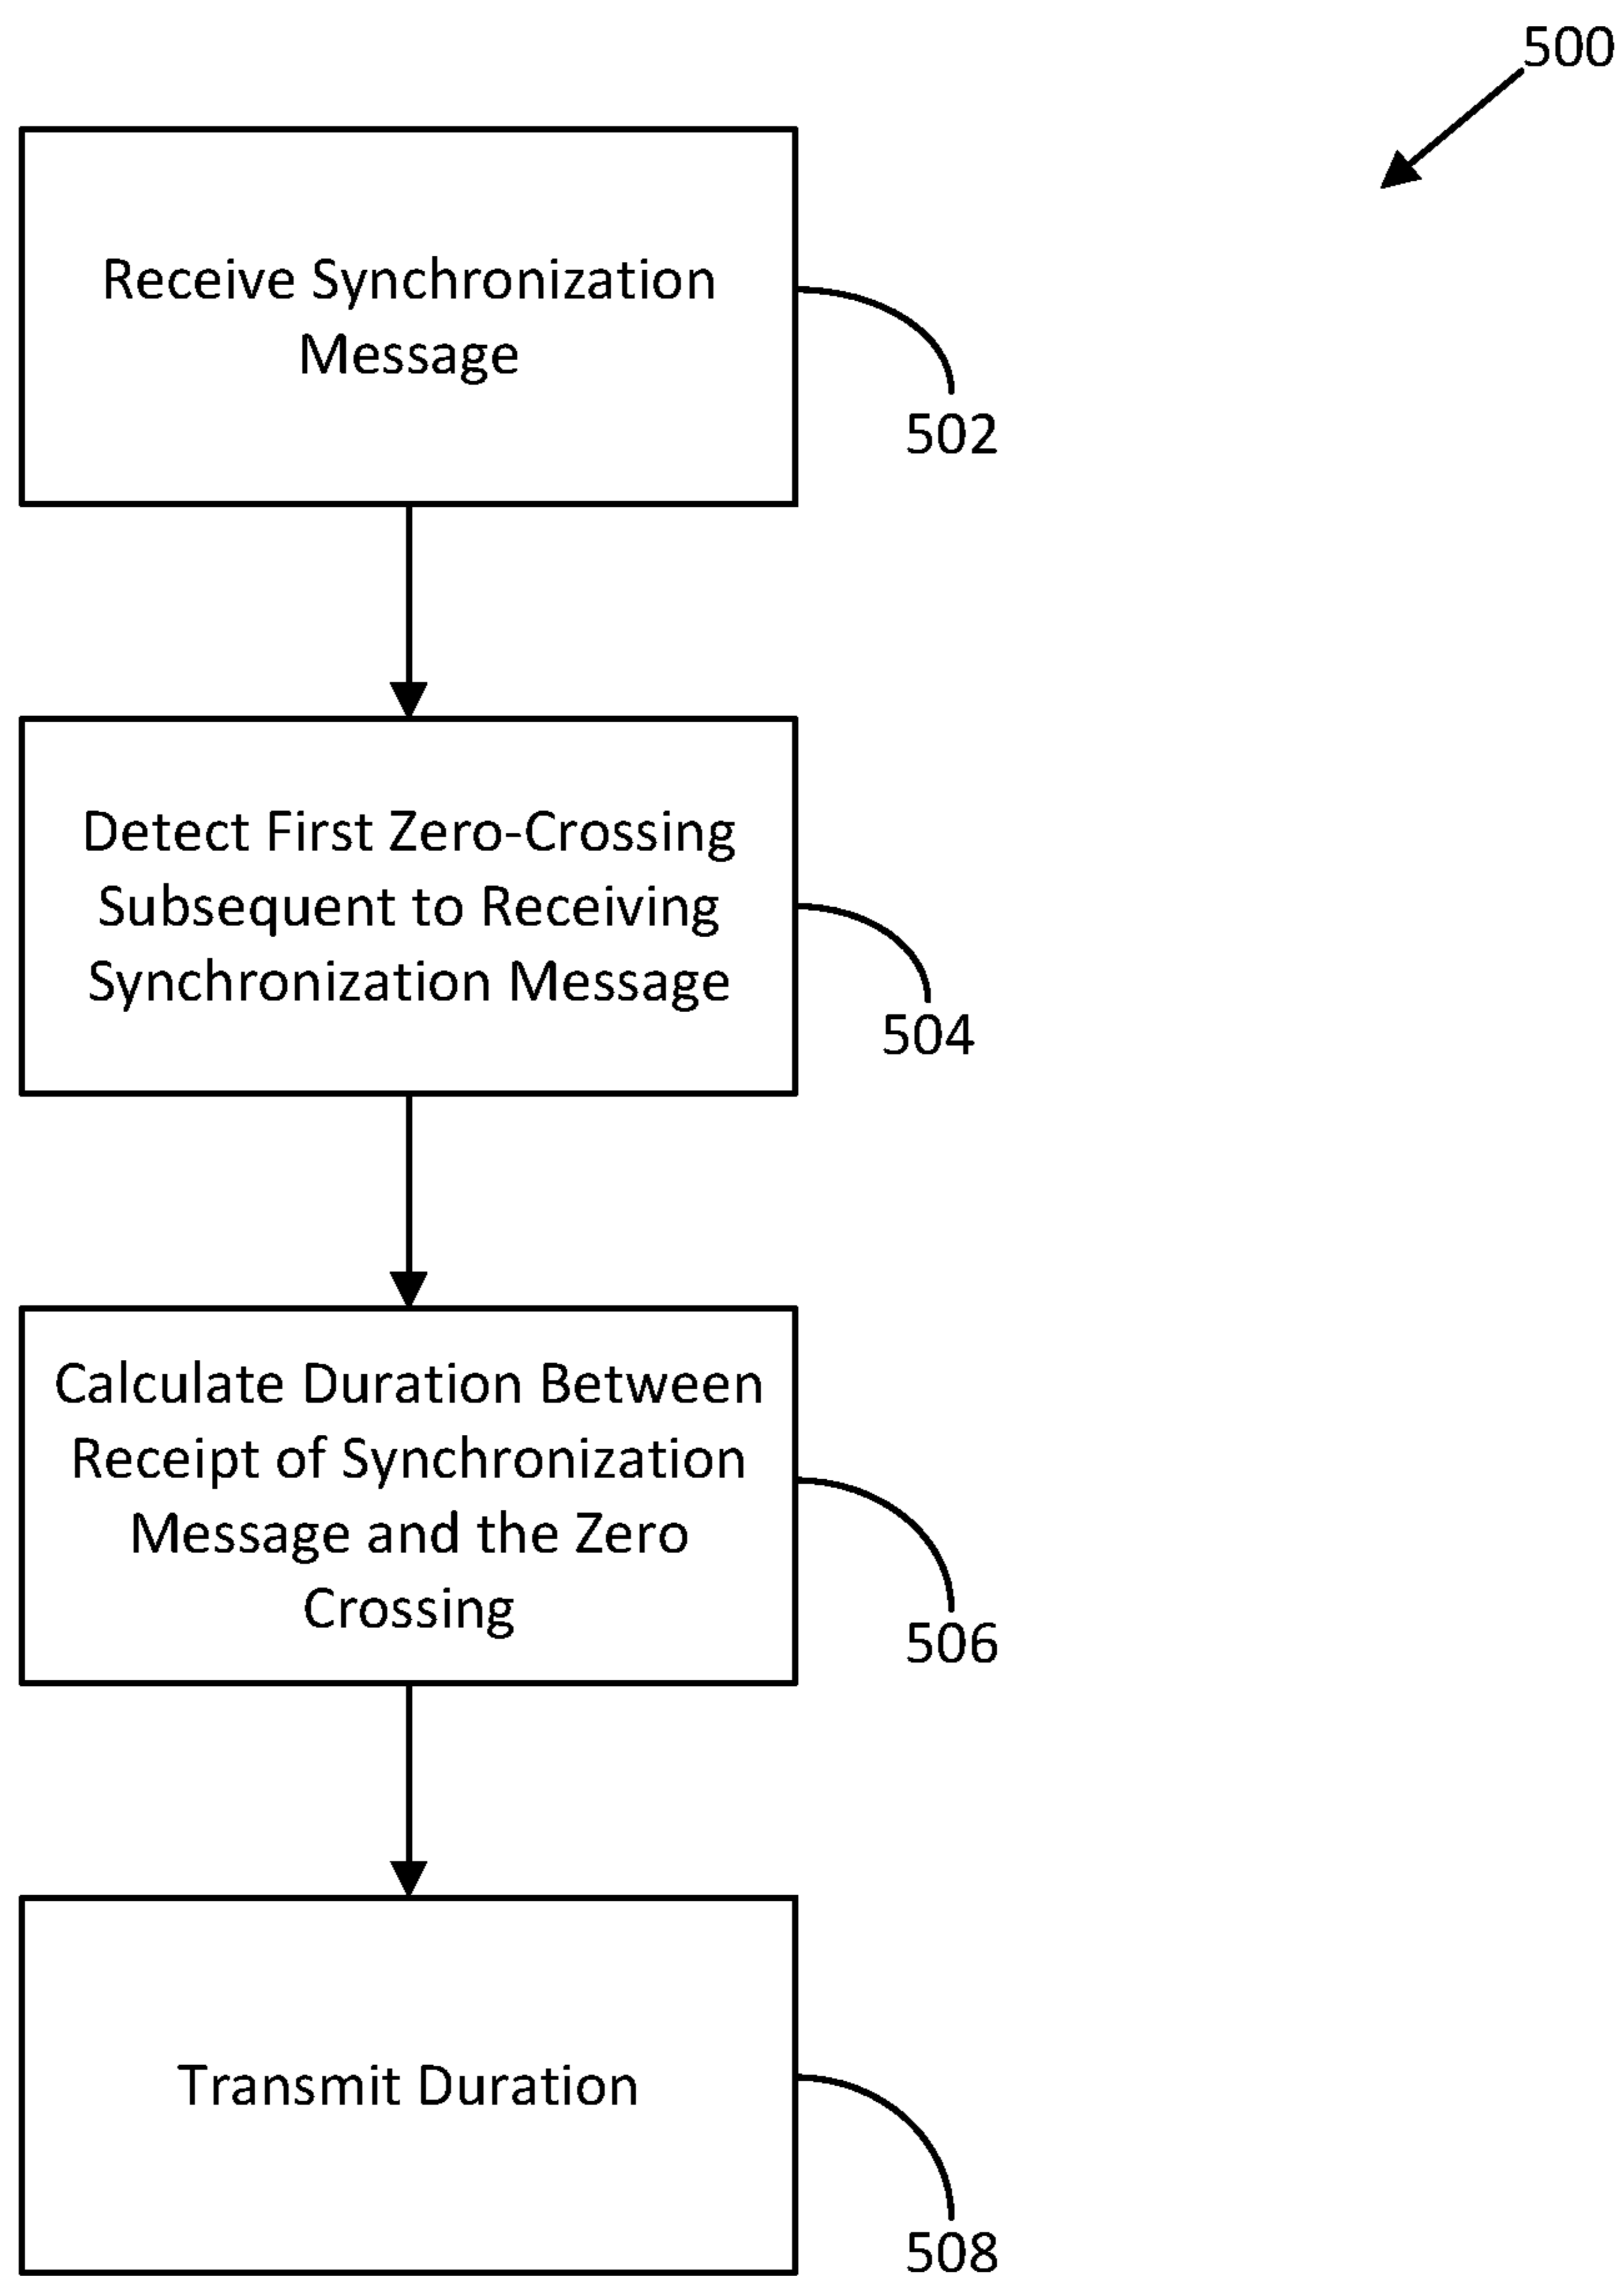 500
Receive Synchronization
Message
502
Detect First Zero-Crossing
Subsequent to Receiving
Synchronization Message
504
Calculate Duration Between
Receipt of Synchronization
Message and the Zero
Crossing
506
Transmit Duration
508